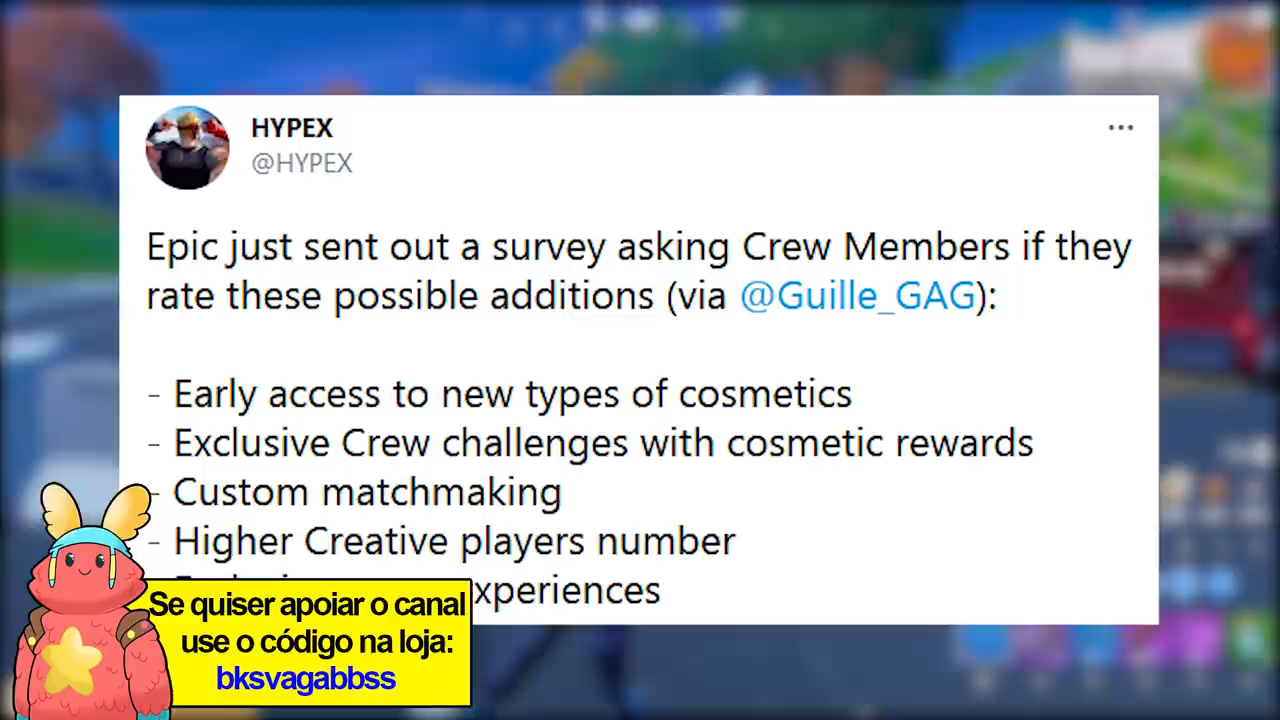 HYPEX
@HYPEX
Epic just sent out a survey asking Crew Members if they
rate these possible additions (via @Guille_GAG):
- Early access to new types of cosmetics
- Exclusive Crew challenges with cosmetic rewards
- Custom matchmaking
- Higher Creative players number
xperiences
Se quiser apoiar o canal
use o código na loja:
bksvagabbss